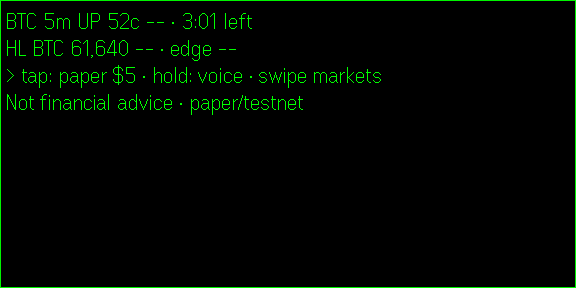 BTC 5m UP 52c -- · 3:01 left
HL BTC 61,640 -- · edge --
> tap: paper $5 · hold: voice · swipe markets
Not financial advice · paper/testnet